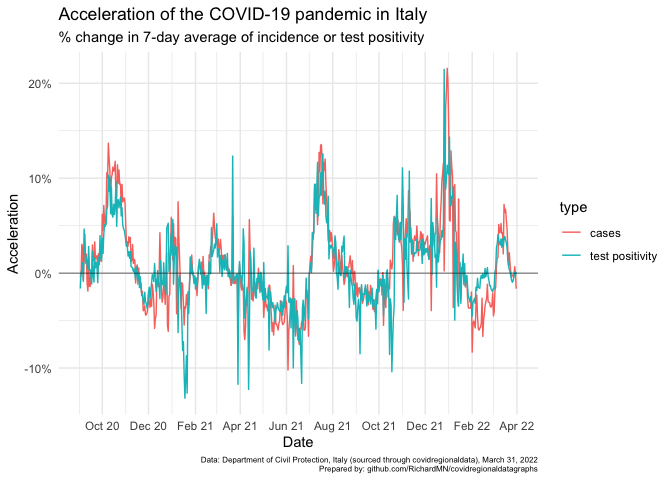 Acceleration of the COVID-19 pandemic in Italy
% change in 7-day average of incidence or test positivity
20%
10%
0%
-10%
Acceleration
Oct 20 Dec 20 Feb 21 Apr 21 Jun 21 Aug 21 Oct 21 Dec 21 Feb 22 Apr 22
Date
type
cases
test positivity
Data: Department of Civil Protection, Italy (sourced through covidregionaldata), March 31, 2022
Prepared by: github.com/RichardMN/covidregionaldatagraphs